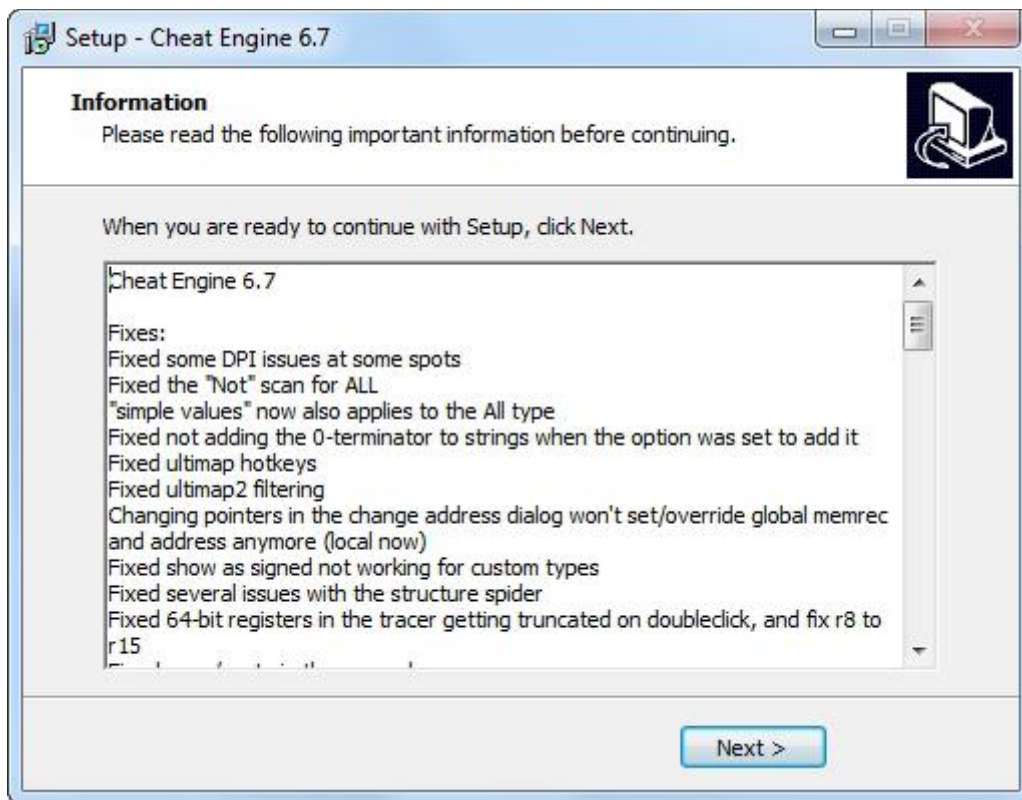 Setup - Cheat Engine 6.7
Information
Please read the following important information before continuing.
When you are ready to continue with Setup, click Next.
Cheat Engine 6.7
Fixes:
Fixed some DPI issues at some spots
Fixed the "Not" scan for ALL
"simple values" now also applies to the All type
Fixed not adding the 0-terminator to strings when the option was set to add it
Fixed ultimap hotkeys
Fixed ultimap2 filtering
Changing pointers in the change address dialog won't set/override global memrec
and address anymore (local now)
Fixed show as signed not working for custom types
Fixed several issues with the structure spider
Fixed 64-bit registers in the tracer getting truncated on doubleclick, and fix r8 to
r15
Next >